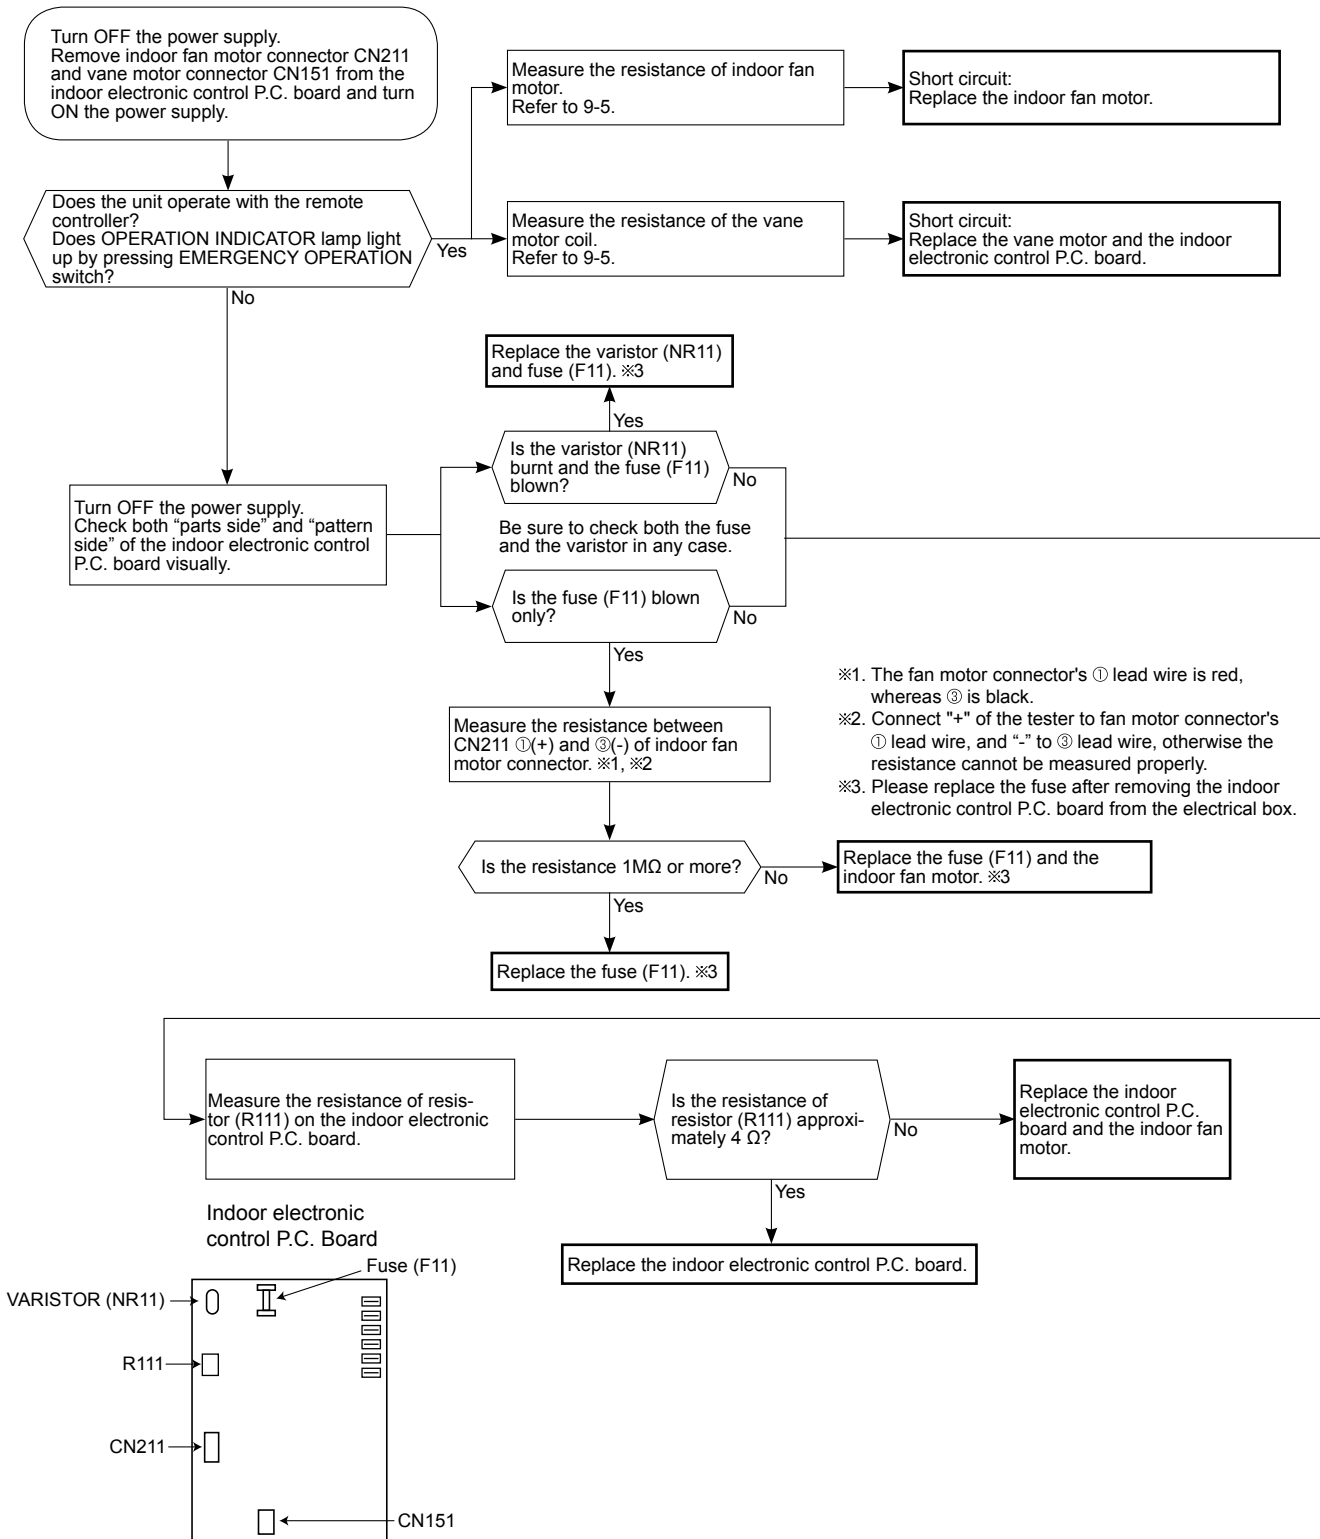 Turn OFF the power supply.
Remove indoor fan motor connector CN211
and vane motor connector CN151 from the
indoor electronic control P.C. board and turn
ON the power supply.
Measure the resistance of indoor fan
motor.
Refer to 9-5.
Short circuit:
Replace the indoor fan motor.
Does the unit operate with the remote
controller?
Does OPERATION INDICATOR lamp light
up by pressing EMERGENCY OPERATION
switch?
Yes
Measure the resistance of the vane
motor coil.
Refer to 9-5.
Short circuit:
Replace the vane motor and the indoor
electronic control P.C. board.
No
Replace the varistor (NR11)
and fuse (F11). ※3
Yes
Is the varistor (NR11)
burnt and the fuse (F11)
blown?
No
Turn OFF the power supply.
Check both “parts side” and “pattern
side” of the indoor electronic control
P.C. board visually.
Be sure to check both the fuse
and the varistor in any case.
Is the fuse (F11) blown
only?
No
Yes
※1. The fan motor connector's ① lead wire is red,
whereas ③ is black.
※2. Connect "+" of the tester to fan motor connector's
① lead wire, and “-” to ③ lead wire, otherwise the
resistance cannot be measured properly.
※3. Please replace the fuse after removing the indoor
electronic control P.C. board from the electrical box.
Measure the resistance between
CN211 ①(+) and ③(-) of indoor fan
motor connector. ※1, ※2
Is the resistance 1MΩ or more?
No
Replace the fuse (F11) and the
indoor fan motor. ※3
Yes
Replace the fuse (F11). ※3
Measure the resistance of resis-
tor (R111) on the indoor electronic
control P.C. board.
Is the resistance of
resistor (R111) approxi-
mately 4 Ω?
No
Replace the indoor
electronic control P.C.
board and the indoor fan
motor.
Yes
Replace the indoor electronic control P.C. board.
Indoor electronic
control P.C. Board
Fuse (F11)
VARISTOR (NR11)
R111
CN211
CN151